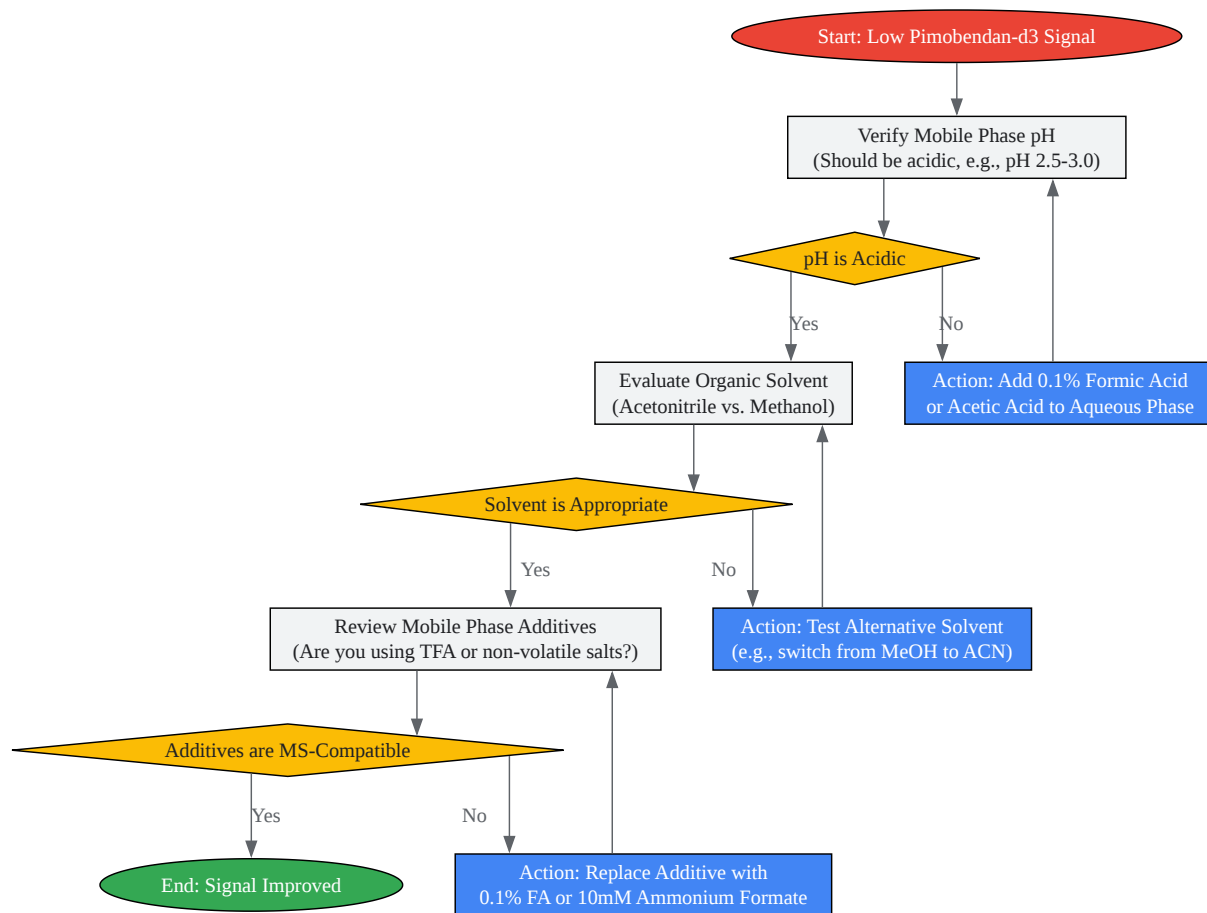 Start: Low Pimobendan-d3 Signal
Verify Mobile Phase pH
(Should be acidic, e.g., pH 2.5-3.0)
pH is Acidic
Yes
No
Evaluate Organic Solvent
(Acetonitrile vs. Methanol)
Action: Add 0.1% Formic Acid
or Acetic Acid to Aqueous Phase
Solvent is Appropriate
Yes
No
Review Mobile Phase Additives
(Are you using TFA or non-volatile salts?)
Action: Test Alternative Solvent
(e.g., switch from MeOH to ACN)
Additives are MS-Compatible
Yes
No
End: Signal Improved
Action: Replace Additive with
0.1% FA or 10mM Ammonium Formate